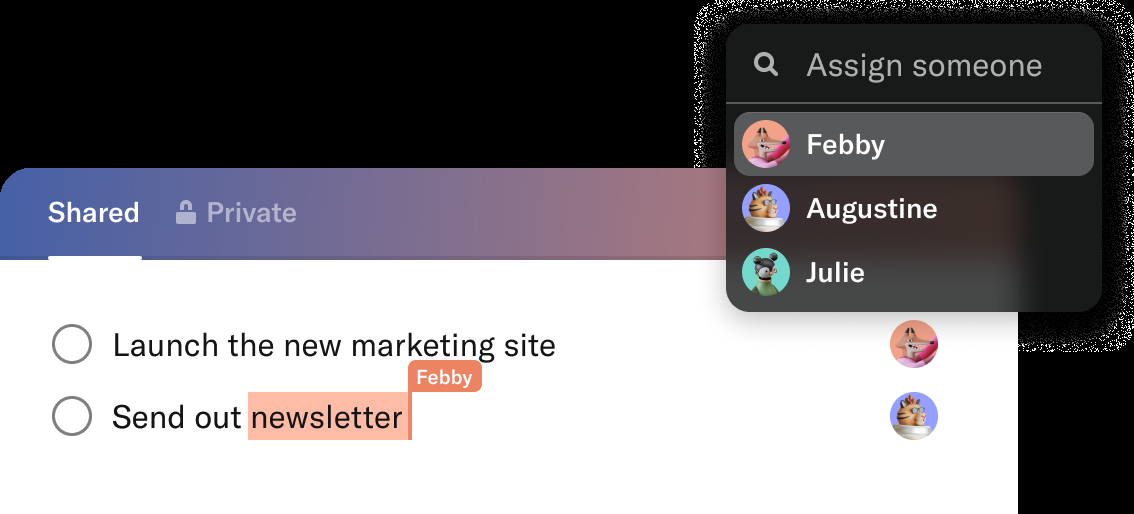 Assign someone
Febby
Augustine
Julie
Shared Private
Launch the new marketing site
Febby
Send out newsletter